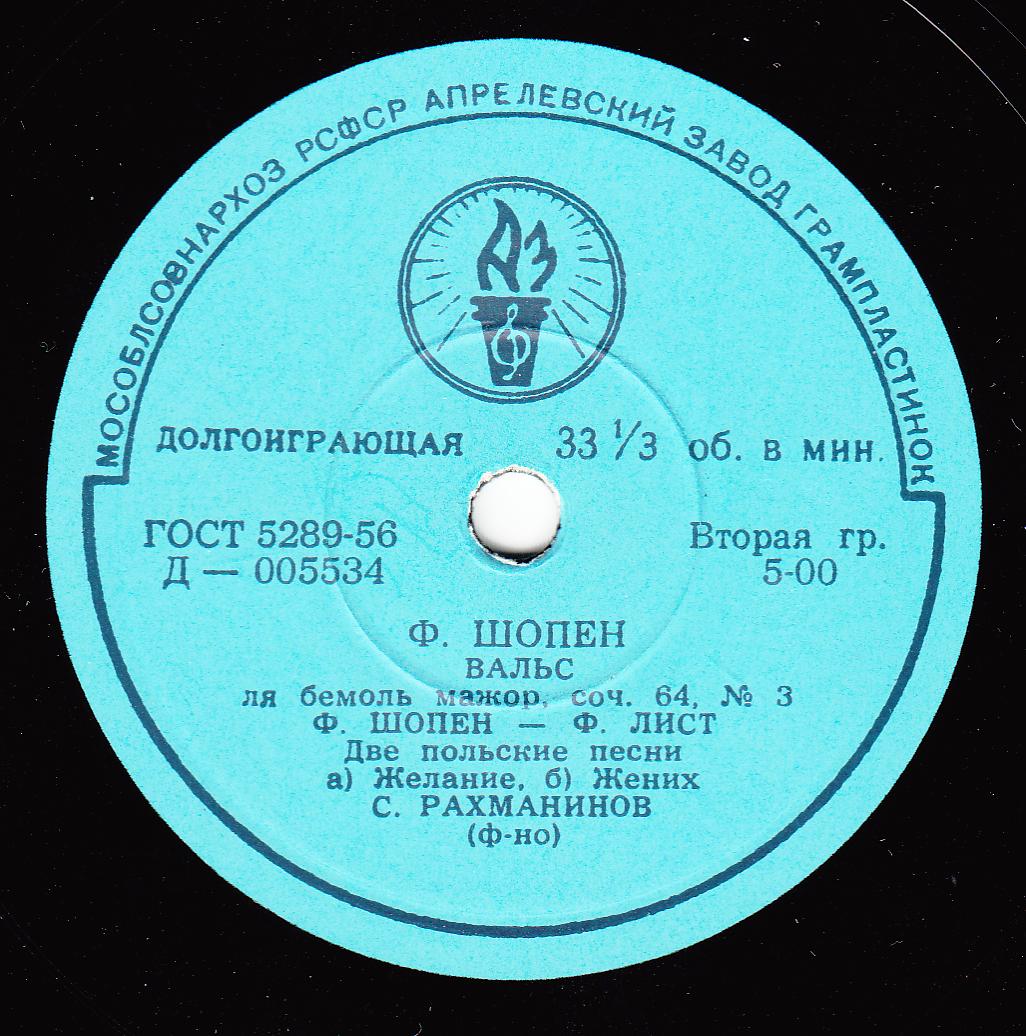 МОСОБЛСОВНАРХОЗ РСФСР АПРЕЛЕВСКИЙ ЗАВОД ГРАМПЛАСТИНОК
АЗ
ДОЛГОИГРАЮЩАЯ 33 1/3 об. в мин.
ГОСТ 5289-56 Вторая гр.
Д — 005534 5-00
Ф. ШОПЕН
ВАЛЬС
ля бемоль мажор, соч. 64, № 3
Ф. ШОПЕН — Ф. ЛИСТ
Две польские песни
а) Желание, б) Жених
С. РАХМАНИНОВ
(ф-но)